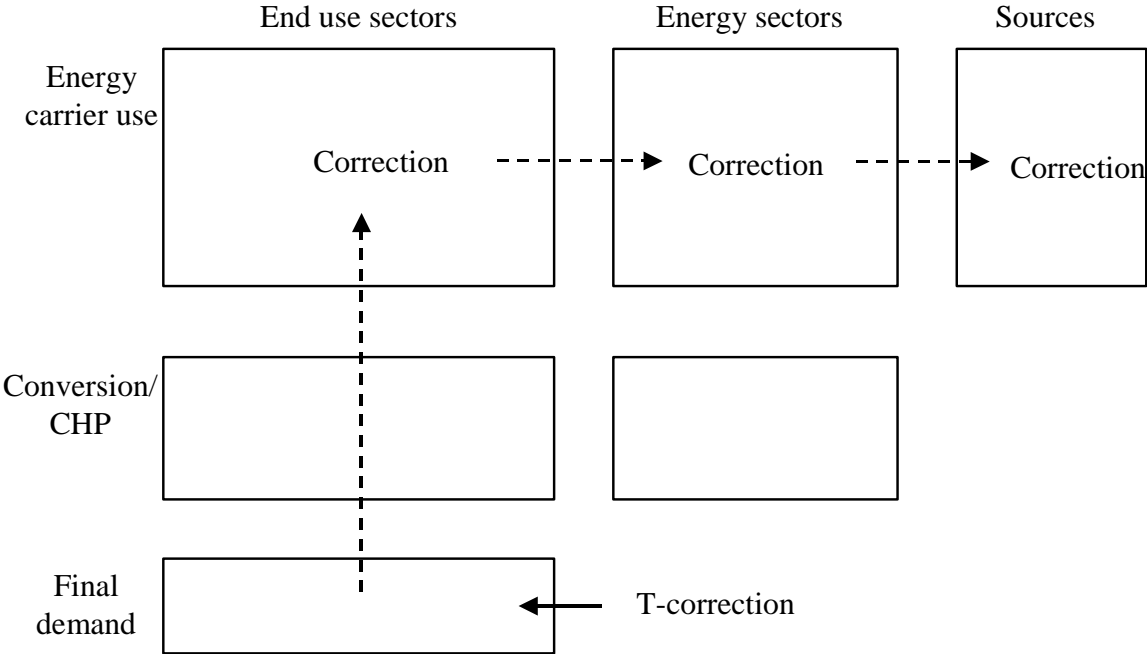 End use sectors
Energy sectors
Sources
Energy
carrier use
Correction
Correction
Correction
Conversion/
CHP
Final
demand
T-correction